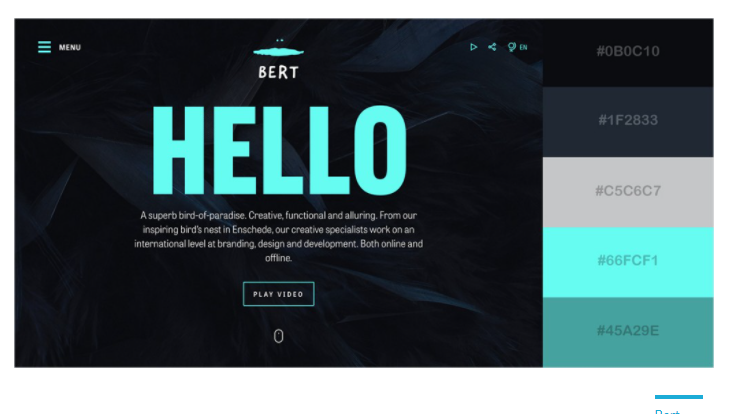 MENU
BERT
EN
HELLO
A superb bird-of-paradise. Creative, functional and alluring. From our
inspiring bird's nest in Enschede, our creative specialists work on an
international level at branding, design and development. Both online and
offline.
PLAY VIDEO
#0B0C10
#1F2833
#C5C6C7
#66FCF1
#45A29E
Bert